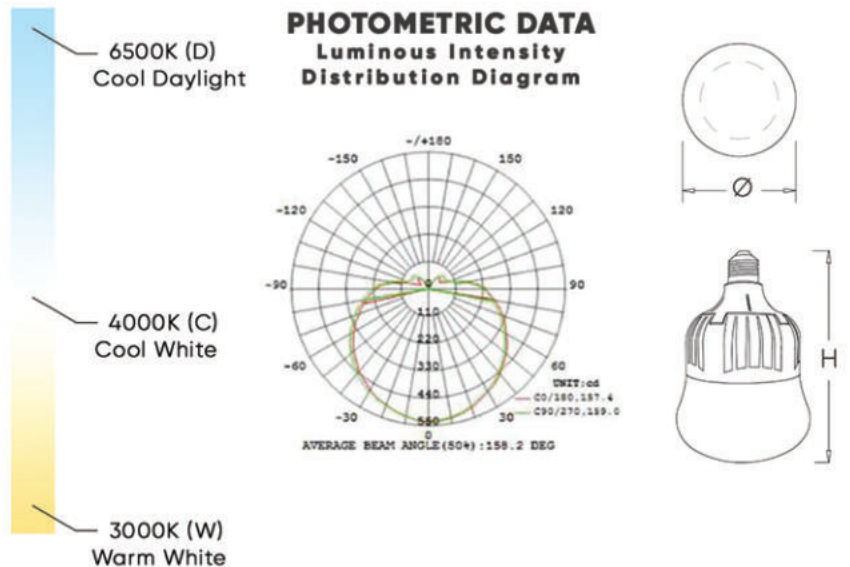 6500K (D)
Cool Daylight
4000K (C)
Cool White
3000K (W)
Warm White
PHOTOMETRIC DATA
Luminous Intensity
Distribution Diagram
-/+180
-150
150
-120
120
-90
90
-60
60
-30
30
0
0
110
220
330
440
550
UNIT:cd
C0/180,157.4
C90/270,159.0
AVERAGE BEAM ANGLE(50%):158.2 DEG
Ø
H